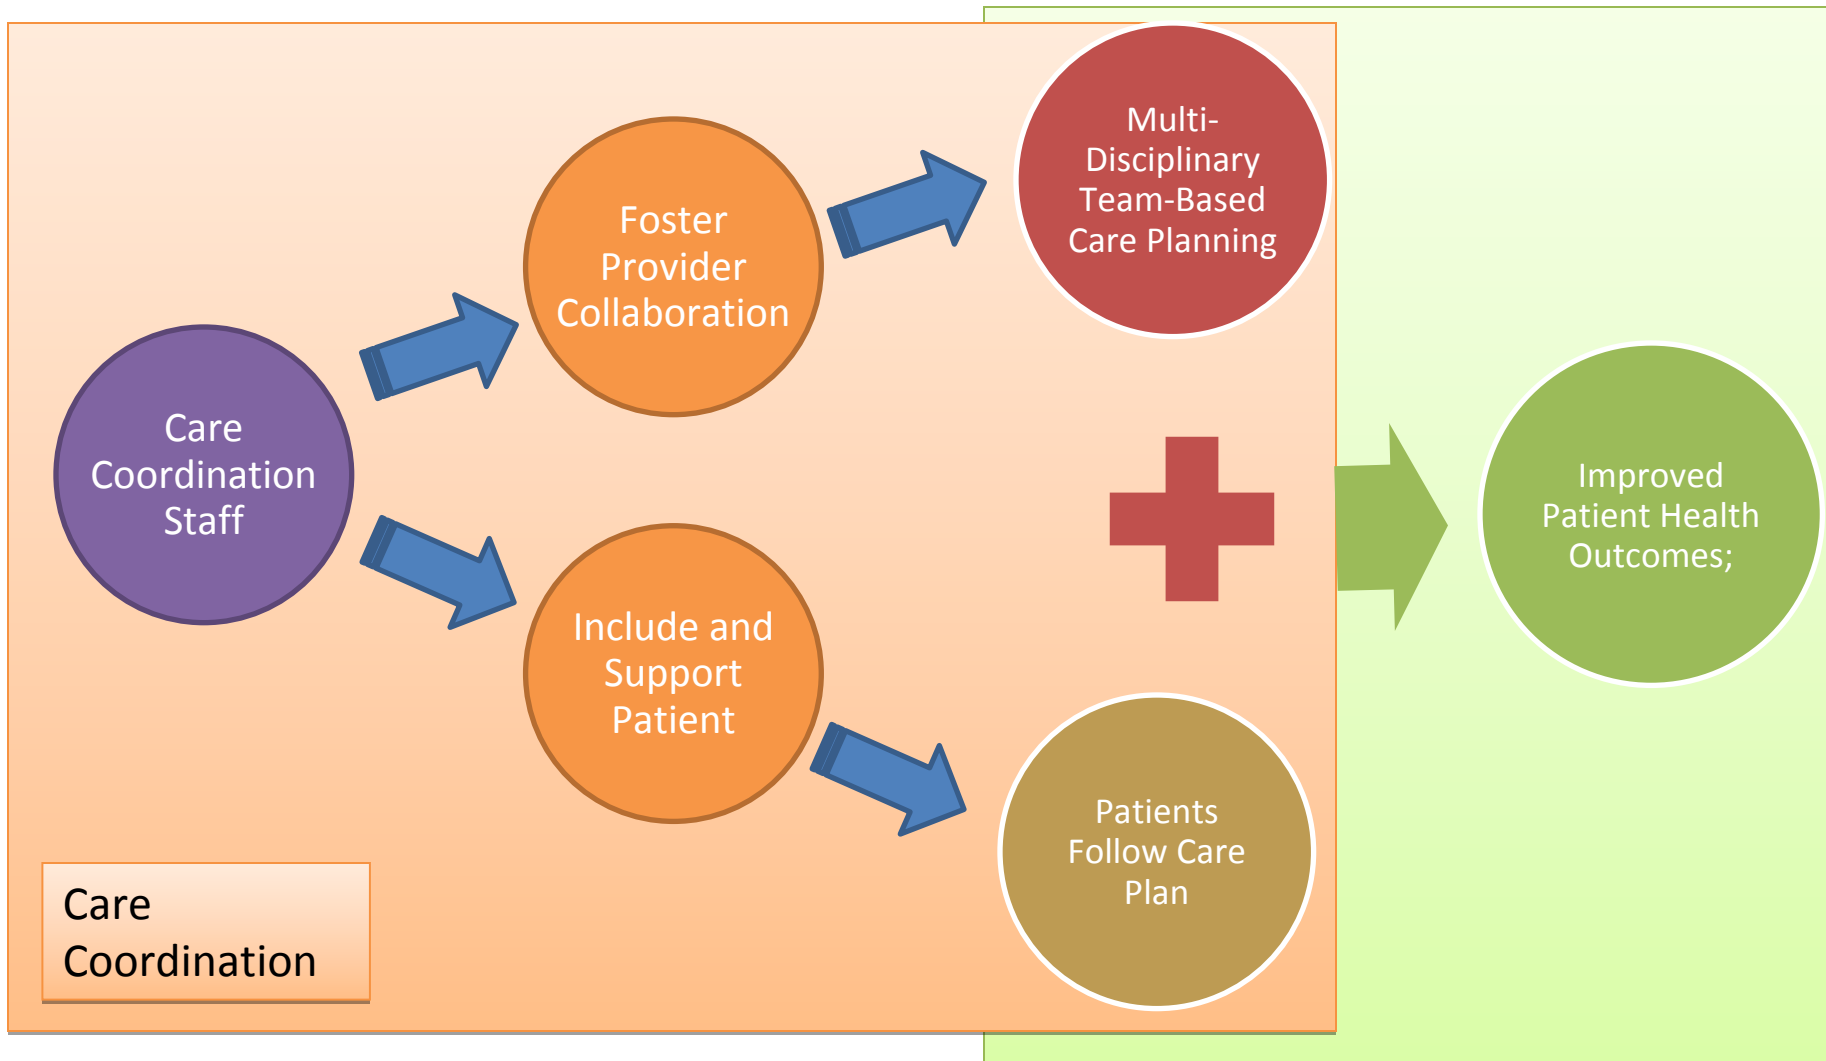 Multi-
Disciplinary
Team-Based
Care Planning
Foster
Provider
Collaboration
Care
Coordination
Staff
Improved
Patient Health
Outcomes;
Include and
Support
Patient
Patients
Follow Care
Plan
Care
Coordination